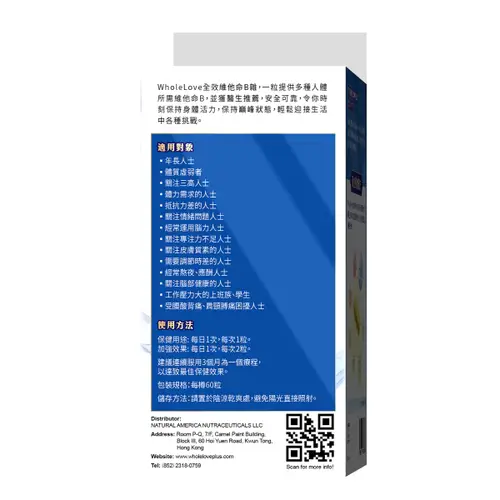 WholeLove全效維他命B雜,一粒提供多種人體
所需維他命B,並獲醫生推薦,安全可靠,令你時
刻保持身體活力,保持巔峰狀態,輕鬆迎接生活
中各種挑戰。
適用對象
•年長人士
•體質虛弱者
•關注三高人士
•體力需求的人士
•抵抗力差的人士
•關注情緒問題人士
•經常運用腦力人士
•關注專注力不足人士
•關注皮膚質素的人士
•需要調節時差的人士
•經常熬夜、應酬人士
•關注腦部健康的人士
•工作壓力大的上班族、學生
•受腰酸背痛、肩頸膊痛困擾人士
使用方法
保健用途: 每日1次,每次1粒。
加強效果: 每日1次,每次2粒。
建議連續服用3個月為一個療程,
以達致最佳保健效果。
包裝規格:每樽60粒
儲存方法: 請置於陰涼乾爽處,避免陽光直接照射。
Distributor:
NATURAL AMERICA NUTRACEUTICALS LLC
Address: Room P-Q, 7/F, Camel Paint Building,
Block III, 60 Hoi Yuen Road, Kwun Tong,
Hong Kong
Website: www.wholeloveplus.com
Tel: (852) 2318-0759
Scan for more info!